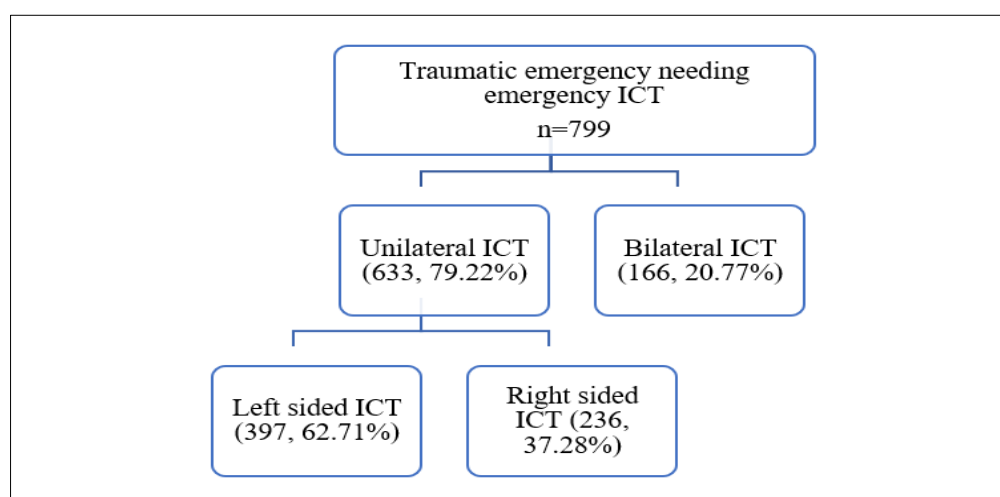 Traumatic emergency needing
emergency ICT
n=799
Unilateral ICT
(633, 79.22%)
Bilateral ICT
(166, 20.77%)
Left sided ICT
(397, 62.71%)
Right sided
ICT (236,
37.28%)